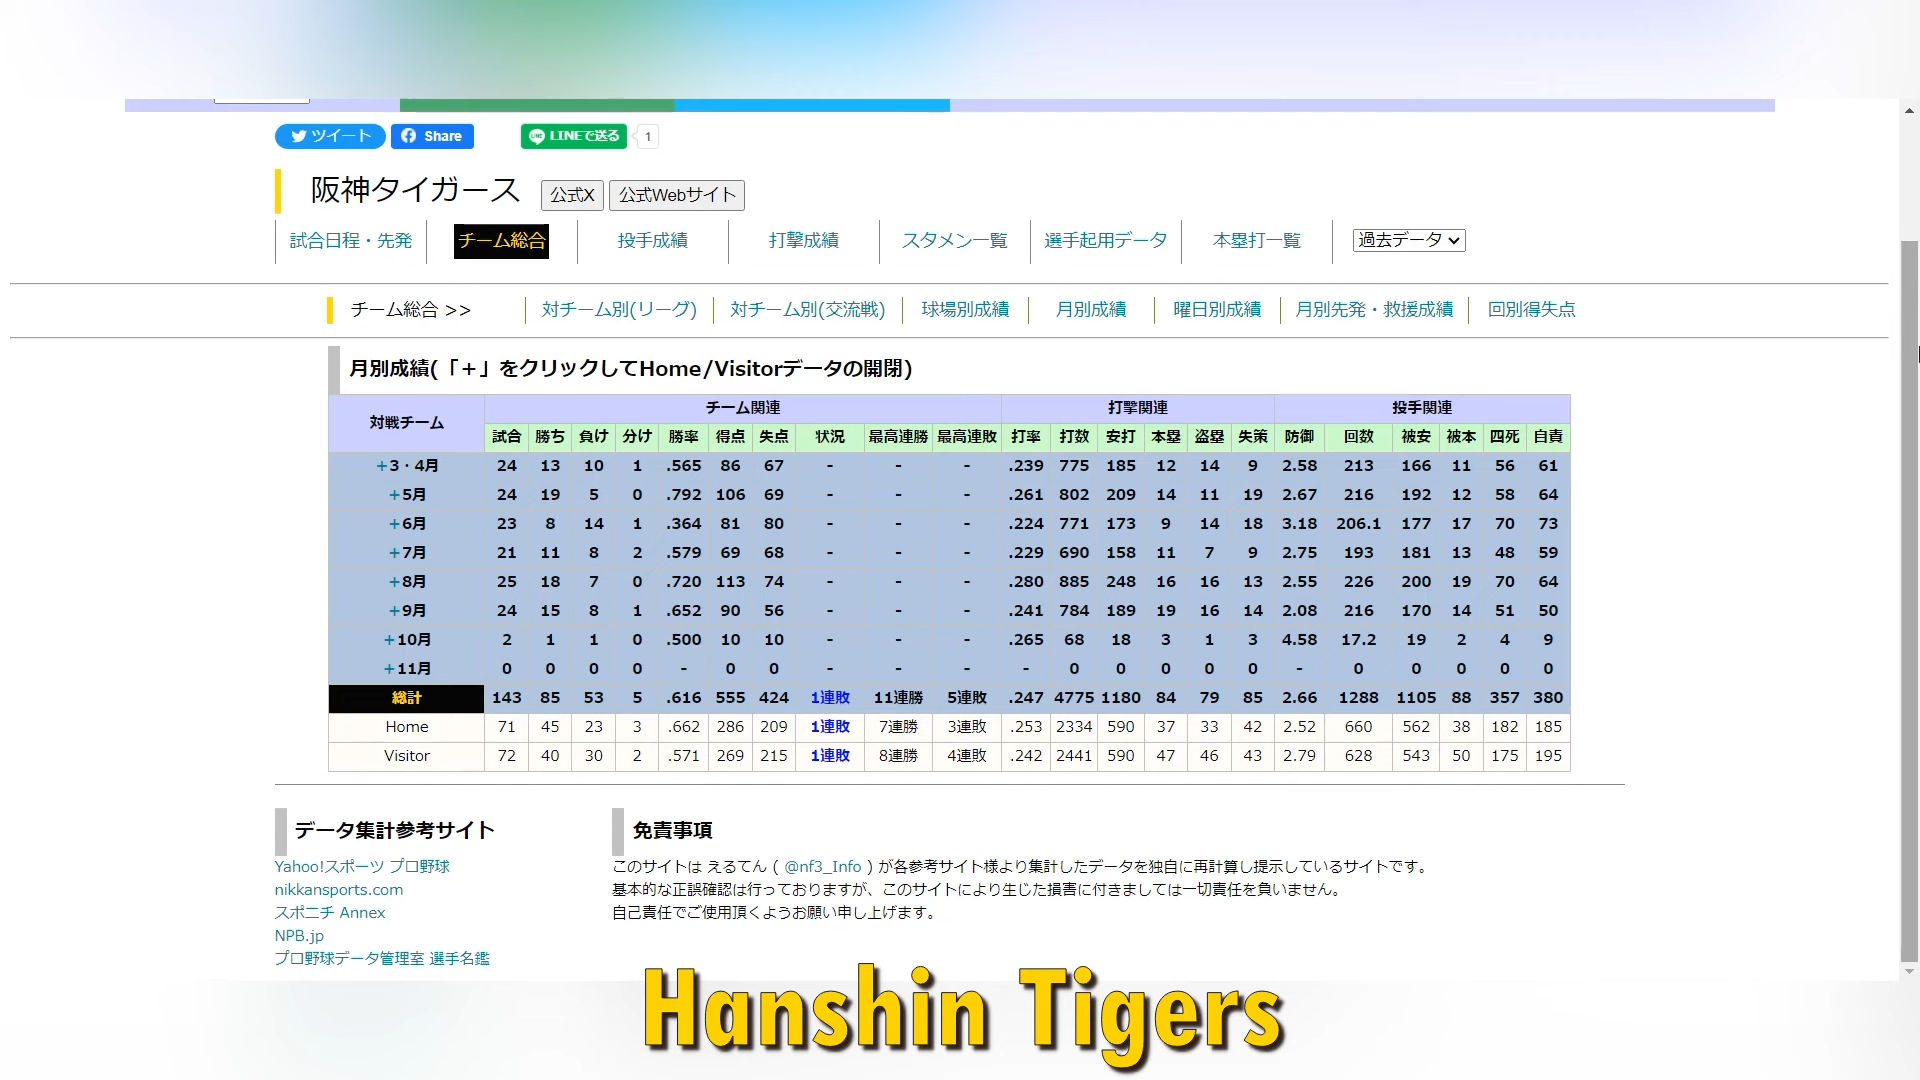 ツイート Share LINEで送る 1
阪神タイガース 公式X 公式Webサイト
試合日程・先発 チーム総合 投手成績 打撃成績 スタメン一覧 選手起用データ 本塁打一覧 過去データ
チーム総合 >> 対チーム別(リーグ) 対チーム別(交流戦) 球場別成績 月別成績 曜日別成績 月別先発・救援成績 回別得失点
月別成績(「+」をクリックしてHome/Visitorデータの開閉)
対戦チーム チーム関連 打撃関連 投手関連
試合 勝ち 負け 分け 勝率 得点 失点 状況 最高連勝 最高連敗 打率 打数 安打 本塁 盗塁 失策 防御 回数 被安 被本 四死 自責
+3・4月 24 13 10 1 .565 86 67 - - - .239 775 185 12 14 9 2.58 213 166 11 56 61
+5月 24 19 5 0 .792 106 69 - - - .261 802 209 14 11 19 2.67 216 192 12 58 64
+6月 23 8 14 1 .364 81 80 - - - .224 771 173 9 14 18 3.18 206.1 177 17 70 73
+7月 21 11 8 2 .579 69 68 - - - .229 690 158 11 7 9 2.75 193 181 13 48 59
+8月 25 18 7 0 .720 113 74 - - - .280 885 248 16 16 13 2.55 226 200 19 70 64
+9月 24 15 8 1 .652 90 56 - - - .241 784 189 19 16 14 2.08 216 170 14 51 50
+10月 2 1 1 0 .500 10 10 - - - .265 68 18 3 1 3 4.58 17.2 19 2 4 9
+11月 0 0 0 0 - 0 0 - - - - 0 0 0 0 0 - 0 0 0 0 0
総計 143 85 53 5 .616 555 424 1連敗 11連勝 5連敗 .247 4775 1180 84 79 85 2.66 1288 1105 88 357 380
Home 71 45 23 3 .662 286 209 1連敗 7連勝 3連敗 .253 2334 590 37 33 42 2.52 660 562 38 182 185
Visitor 72 40 30 2 .571 269 215 1連敗 8連勝 4連敗 .242 2441 590 47 46 43 2.79 628 543 50 175 195
データ集計参考サイト
Yahoo!スポーツ プロ野球
nikkansports.com
スポニチ Annex
NPB.jp
プロ野球データ管理室 選手名鑑
免責事項
このサイトは えるてん ( @nf3_Info ) が各参考サイト様より集計したデータを独自に再計算し提示しているサイトです。
基本的な正誤確認は行っておりますが、このサイトにより生じた損害に付きましては一切責任を負いません。
自己責任でご使用頂くようお願い申し上げます。
Hanshin Tigers